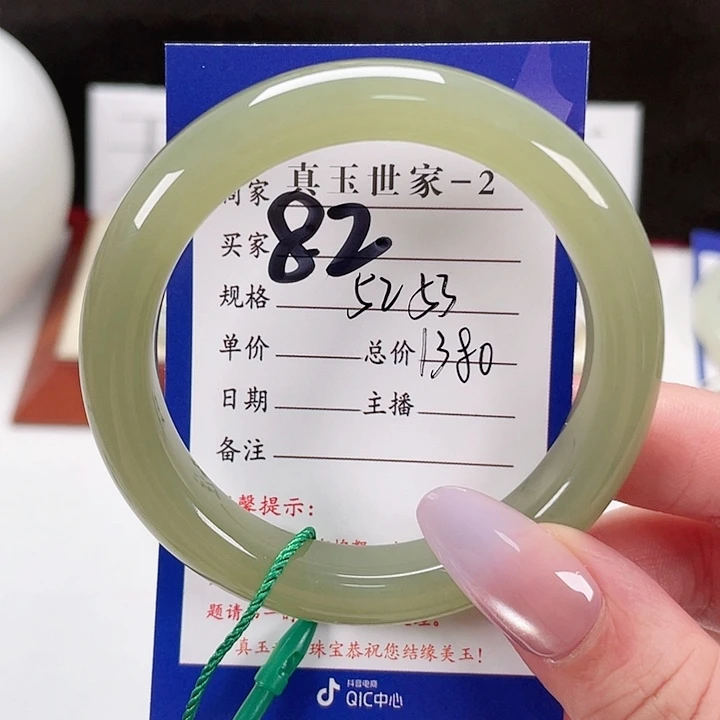 商家 真玉世家-2
买家 82
规格 52 53
单价 总价 1380
日期 主播
备注
馨提示：
题请第一
真玉 珠宝恭祝您结缘美玉！
抖音电商
QIC中心